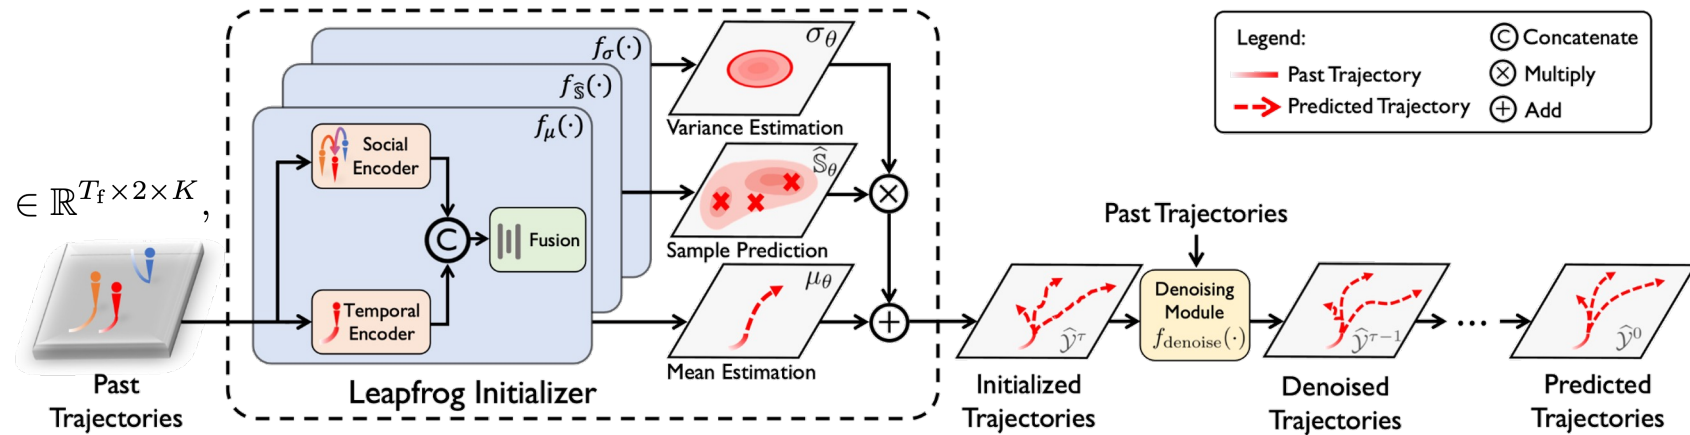 ∈ ℝ^{T_f×2×K},
Past
Trajectories
f_σ(·)
f_Ŝ(·)
f_μ(·)
Social
Encoder
Temporal
Encoder
C
Fusion
Leapfrog Initializer
σ_θ
Variance Estimation
Ŝ_θ
Sample Prediction
μ_θ
Mean Estimation
×
+
Ŷ^τ
Initialized
Trajectories
Past Trajectories
Denoising
Module
f_denoise(·)
Ŷ^{τ−1}
Denoised
Trajectories
···
Ŷ^0
Predicted
Trajectories
Legend:
Past Trajectory
Predicted Trajectory
C Concatenate
× Multiply
+ Add